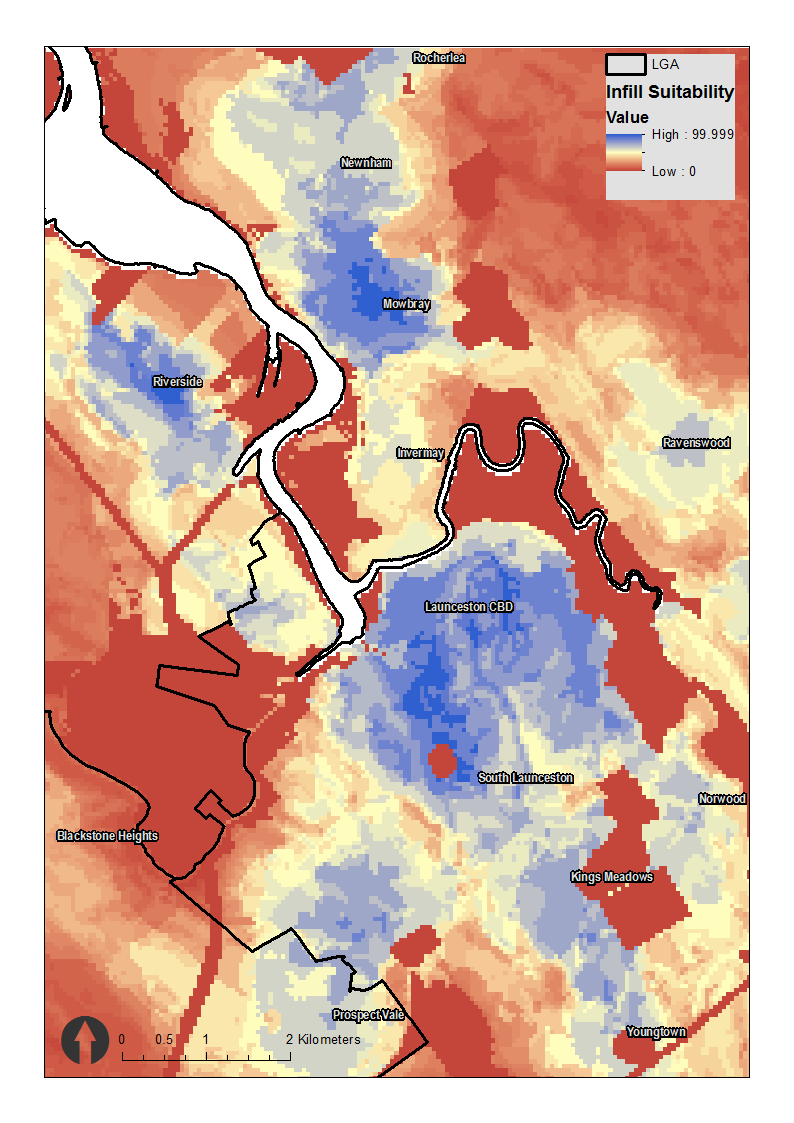 Rocherlea
LGA
Infill Suitability
Value
High : 99.999
Low : 0
Newnham
Mowbray
Riverside
Ravenswood
Invermay
Launceston CBD
South Launceston
Norwood
Blackstone Heights
Kings Meadows
Prospect Vale
Youngtown
0 0.5 1 2 Kilometers